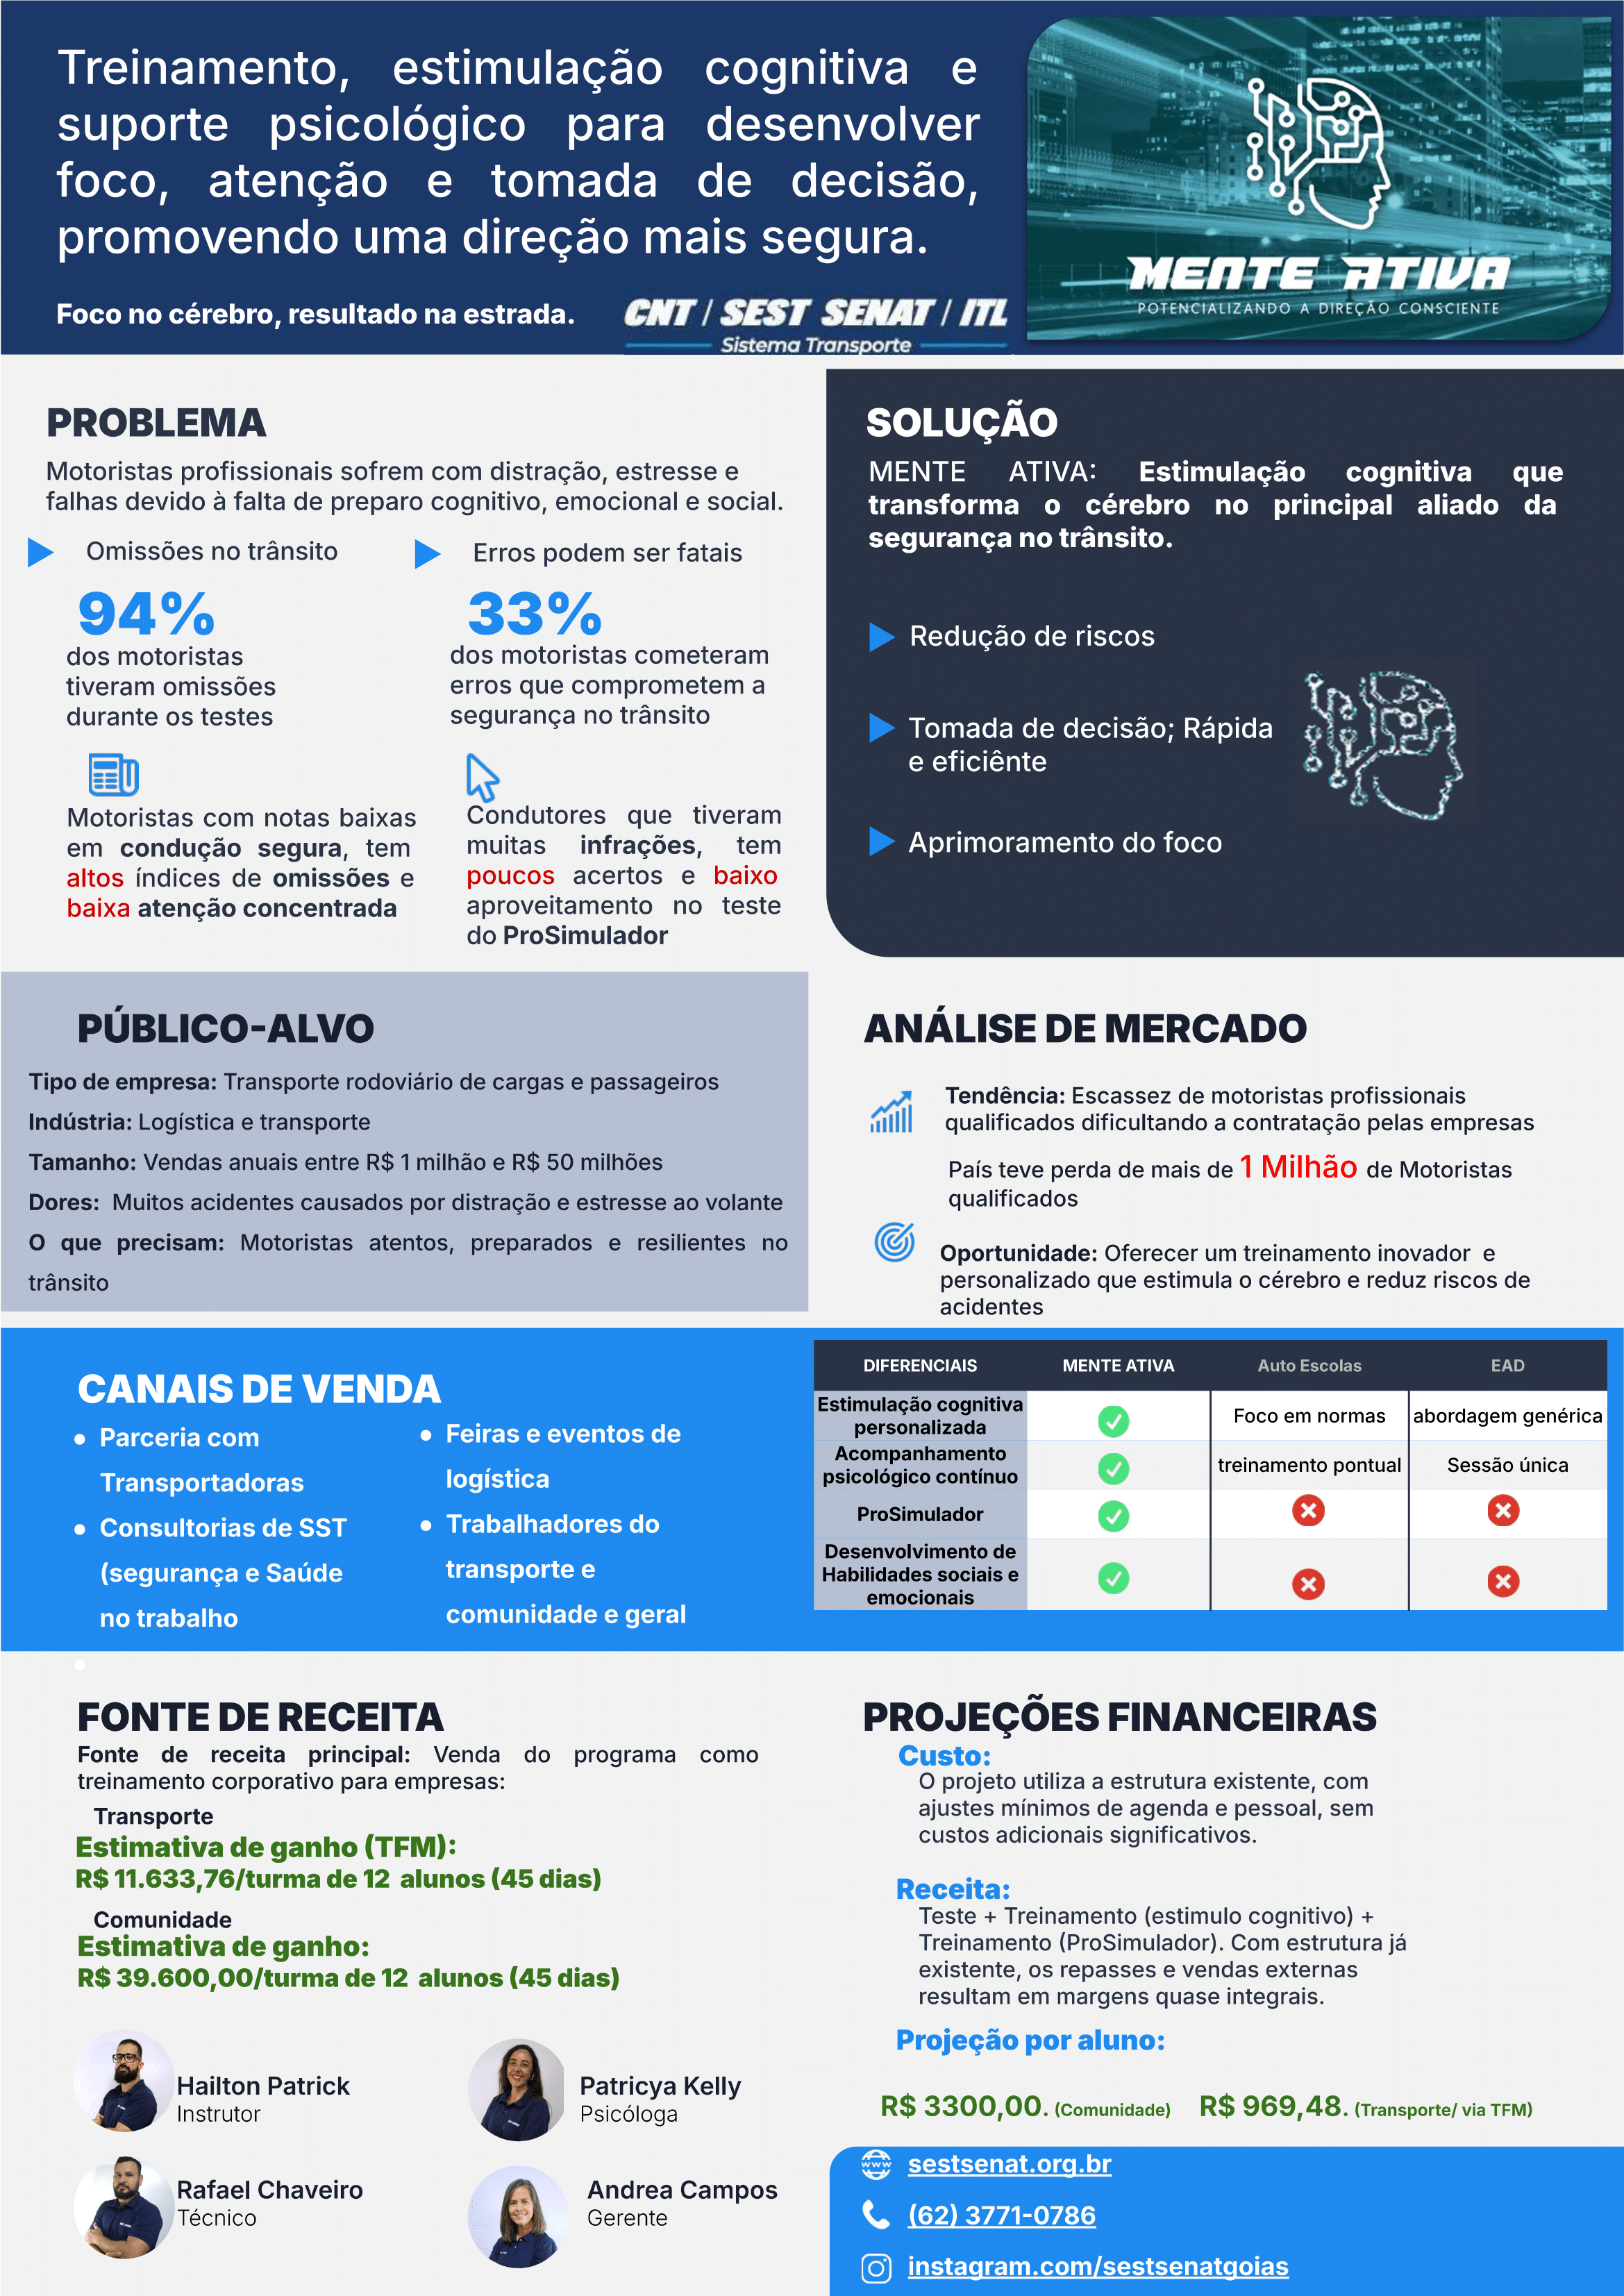 Treinamento, estimulação cognitiva e
suporte psicológico para desenvolver
foco, atenção e tomada de decisão,
promovendo uma direção mais segura.
Foco no cérebro, resultado na estrada.
CNT / SEST SENAT / ITL
Sistema Transporte
MENTE ATIVA
POTENCIALIZANDO A DIREÇÃO CONSCIENTE
PROBLEMA
Motoristas profissionais sofrem com distração, estresse e
falhas devido à falta de preparo cognitivo, emocional e social.
Omissões no trânsito
94%
dos motoristas
tiveram omissões
durante os testes
Erros podem ser fatais
33%
dos motoristas cometeram
erros que comprometem a
segurança no trânsito
Motoristas com notas baixas
em condução segura, tem
altos índices de omissões e
baixa atenção concentrada
Condutores que tiveram
muitas infrações, tem
poucos acertos e baixo
aproveitamento no teste
do ProSimulador
SOLUÇÃO
MENTE ATIVA: Estimulação cognitiva que
transforma o cérebro no principal aliado da
segurança no trânsito.
Redução de riscos
Tomada de decisão; Rápida
e eficiênte
Aprimoramento do foco
PÚBLICO-ALVO
Tipo de empresa: Transporte rodoviário de cargas e passageiros
Indústria: Logística e transporte
Tamanho: Vendas anuais entre R$ 1 milhão e R$ 50 milhões
Dores: Muitos acidentes causados por distração e estresse ao volante
O que precisam: Motoristas atentos, preparados e resilientes no
trânsito
ANÁLISE DE MERCADO
Tendência: Escassez de motoristas profissionais
qualificados dificultando a contratação pelas empresas
País teve perda de mais de 1 Milhão de Motoristas
qualificados
Oportunidade: Oferecer um treinamento inovador e
personalizado que estimula o cérebro e reduz riscos de
acidentes
CANAIS DE VENDA
• Parceria com
Transportadoras
• Consultorias de SST
(segurança e Saúde
no trabalho
• Feiras e eventos de
logística
• Trabalhadores do
transporte e
comunidade e geral
DIFERENCIAIS MENTE ATIVA Auto Escolas EAD
Estimulação cognitiva
personalizada
Foco em normas abordagem genérica
Acompanhamento
psicológico contínuo
treinamento pontual Sessão única
ProSimulador
Desenvolvimento de
Habilidades sociais e
emocionais
FONTE DE RECEITA
Fonte de receita principal: Venda do programa como
treinamento corporativo para empresas:
Transporte
Estimativa de ganho (TFM):
R$ 11.633,76/turma de 12 alunos (45 dias)
Comunidade
Estimativa de ganho:
R$ 39.600,00/turma de 12 alunos (45 dias)
Hailton Patrick
Instrutor
Patricya Kelly
Psicóloga
Rafael Chaveiro
Técnico
Andrea Campos
Gerente
PROJEÇÕES FINANCEIRAS
Custo:
O projeto utiliza a estrutura existente, com
ajustes mínimos de agenda e pessoal, sem
custos adicionais significativos.
Receita:
Teste + Treinamento (estimulo cognitivo) +
Treinamento (ProSimulador). Com estrutura já
existente, os repasses e vendas externas
resultam em margens quase integrais.
Projeção por aluno:
R$ 3300,00. (Comunidade) R$ 969,48. (Transporte/ via TFM)
www
sestsenat.org.br
(62) 3771-0786
instagram.com/sestsenatgoias